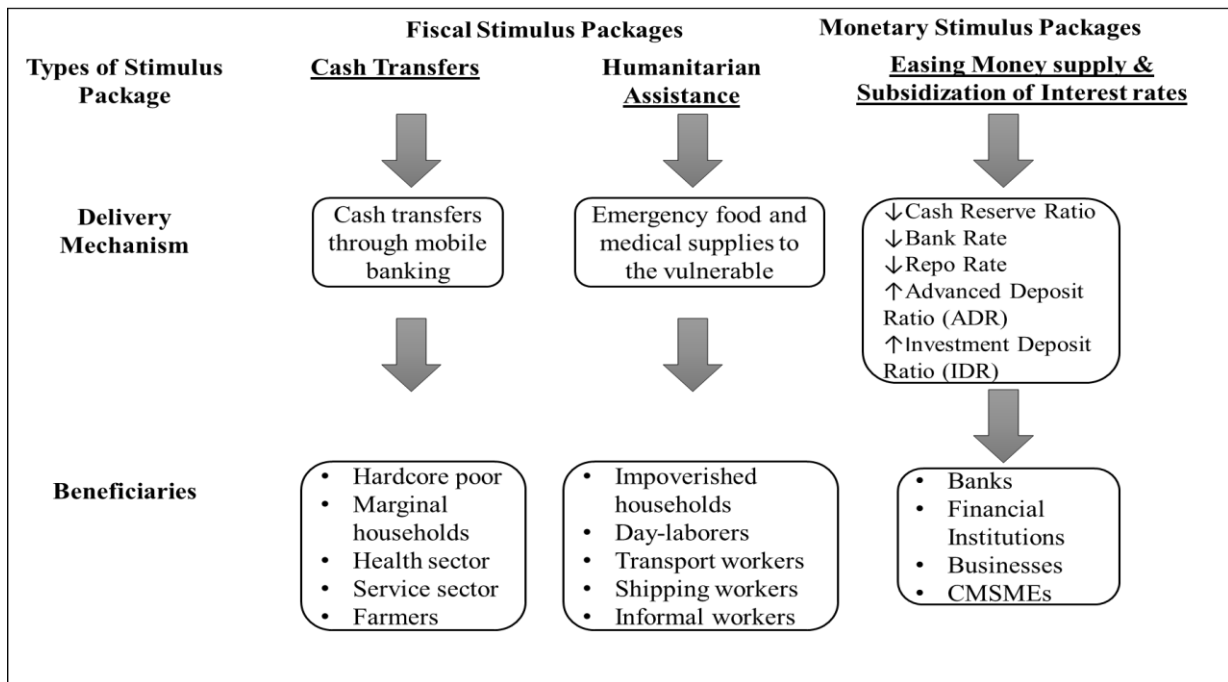 Fiscal Stimulus Packages
Monetary Stimulus Packages
Types of Stimulus
Package
Cash Transfers
Humanitarian
Assistance
Easing Money supply &
Subsidization of Interest rates
Delivery
Mechanism
Cash transfers
through mobile
banking
Emergency food and
medical supplies to
the vulnerable
↓Cash Reserve Ratio
↓Bank Rate
↓Repo Rate
↑Advanced Deposit
Ratio (ADR)
↑Investment Deposit
Ratio (IDR)
Beneficiaries
• Hardcore poor
• Marginal
households
• Health sector
• Service sector
• Farmers
• Impoverished
households
• Day-laborers
• Transport workers
• Shipping workers
• Informal workers
• Banks
• Financial
Institutions
• Businesses
• CMSMEs